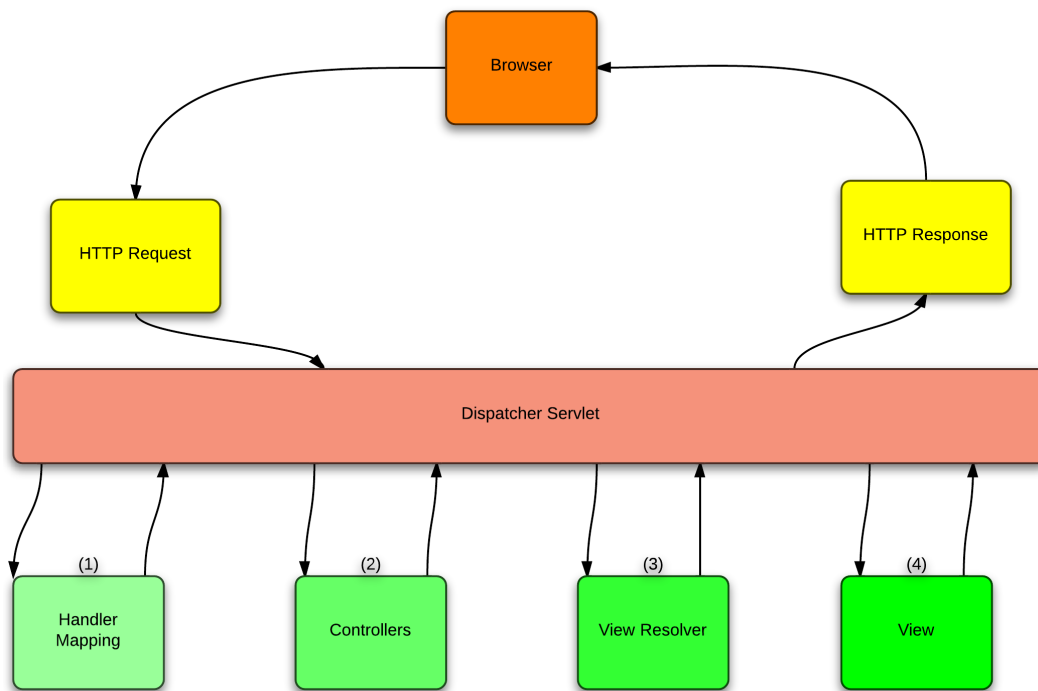 Browser
HTTP Request
HTTP Response
Dispatcher Servlet
(1)
(2)
(3)
(4)
Handler
Mapping
Controllers
View Resolver
View